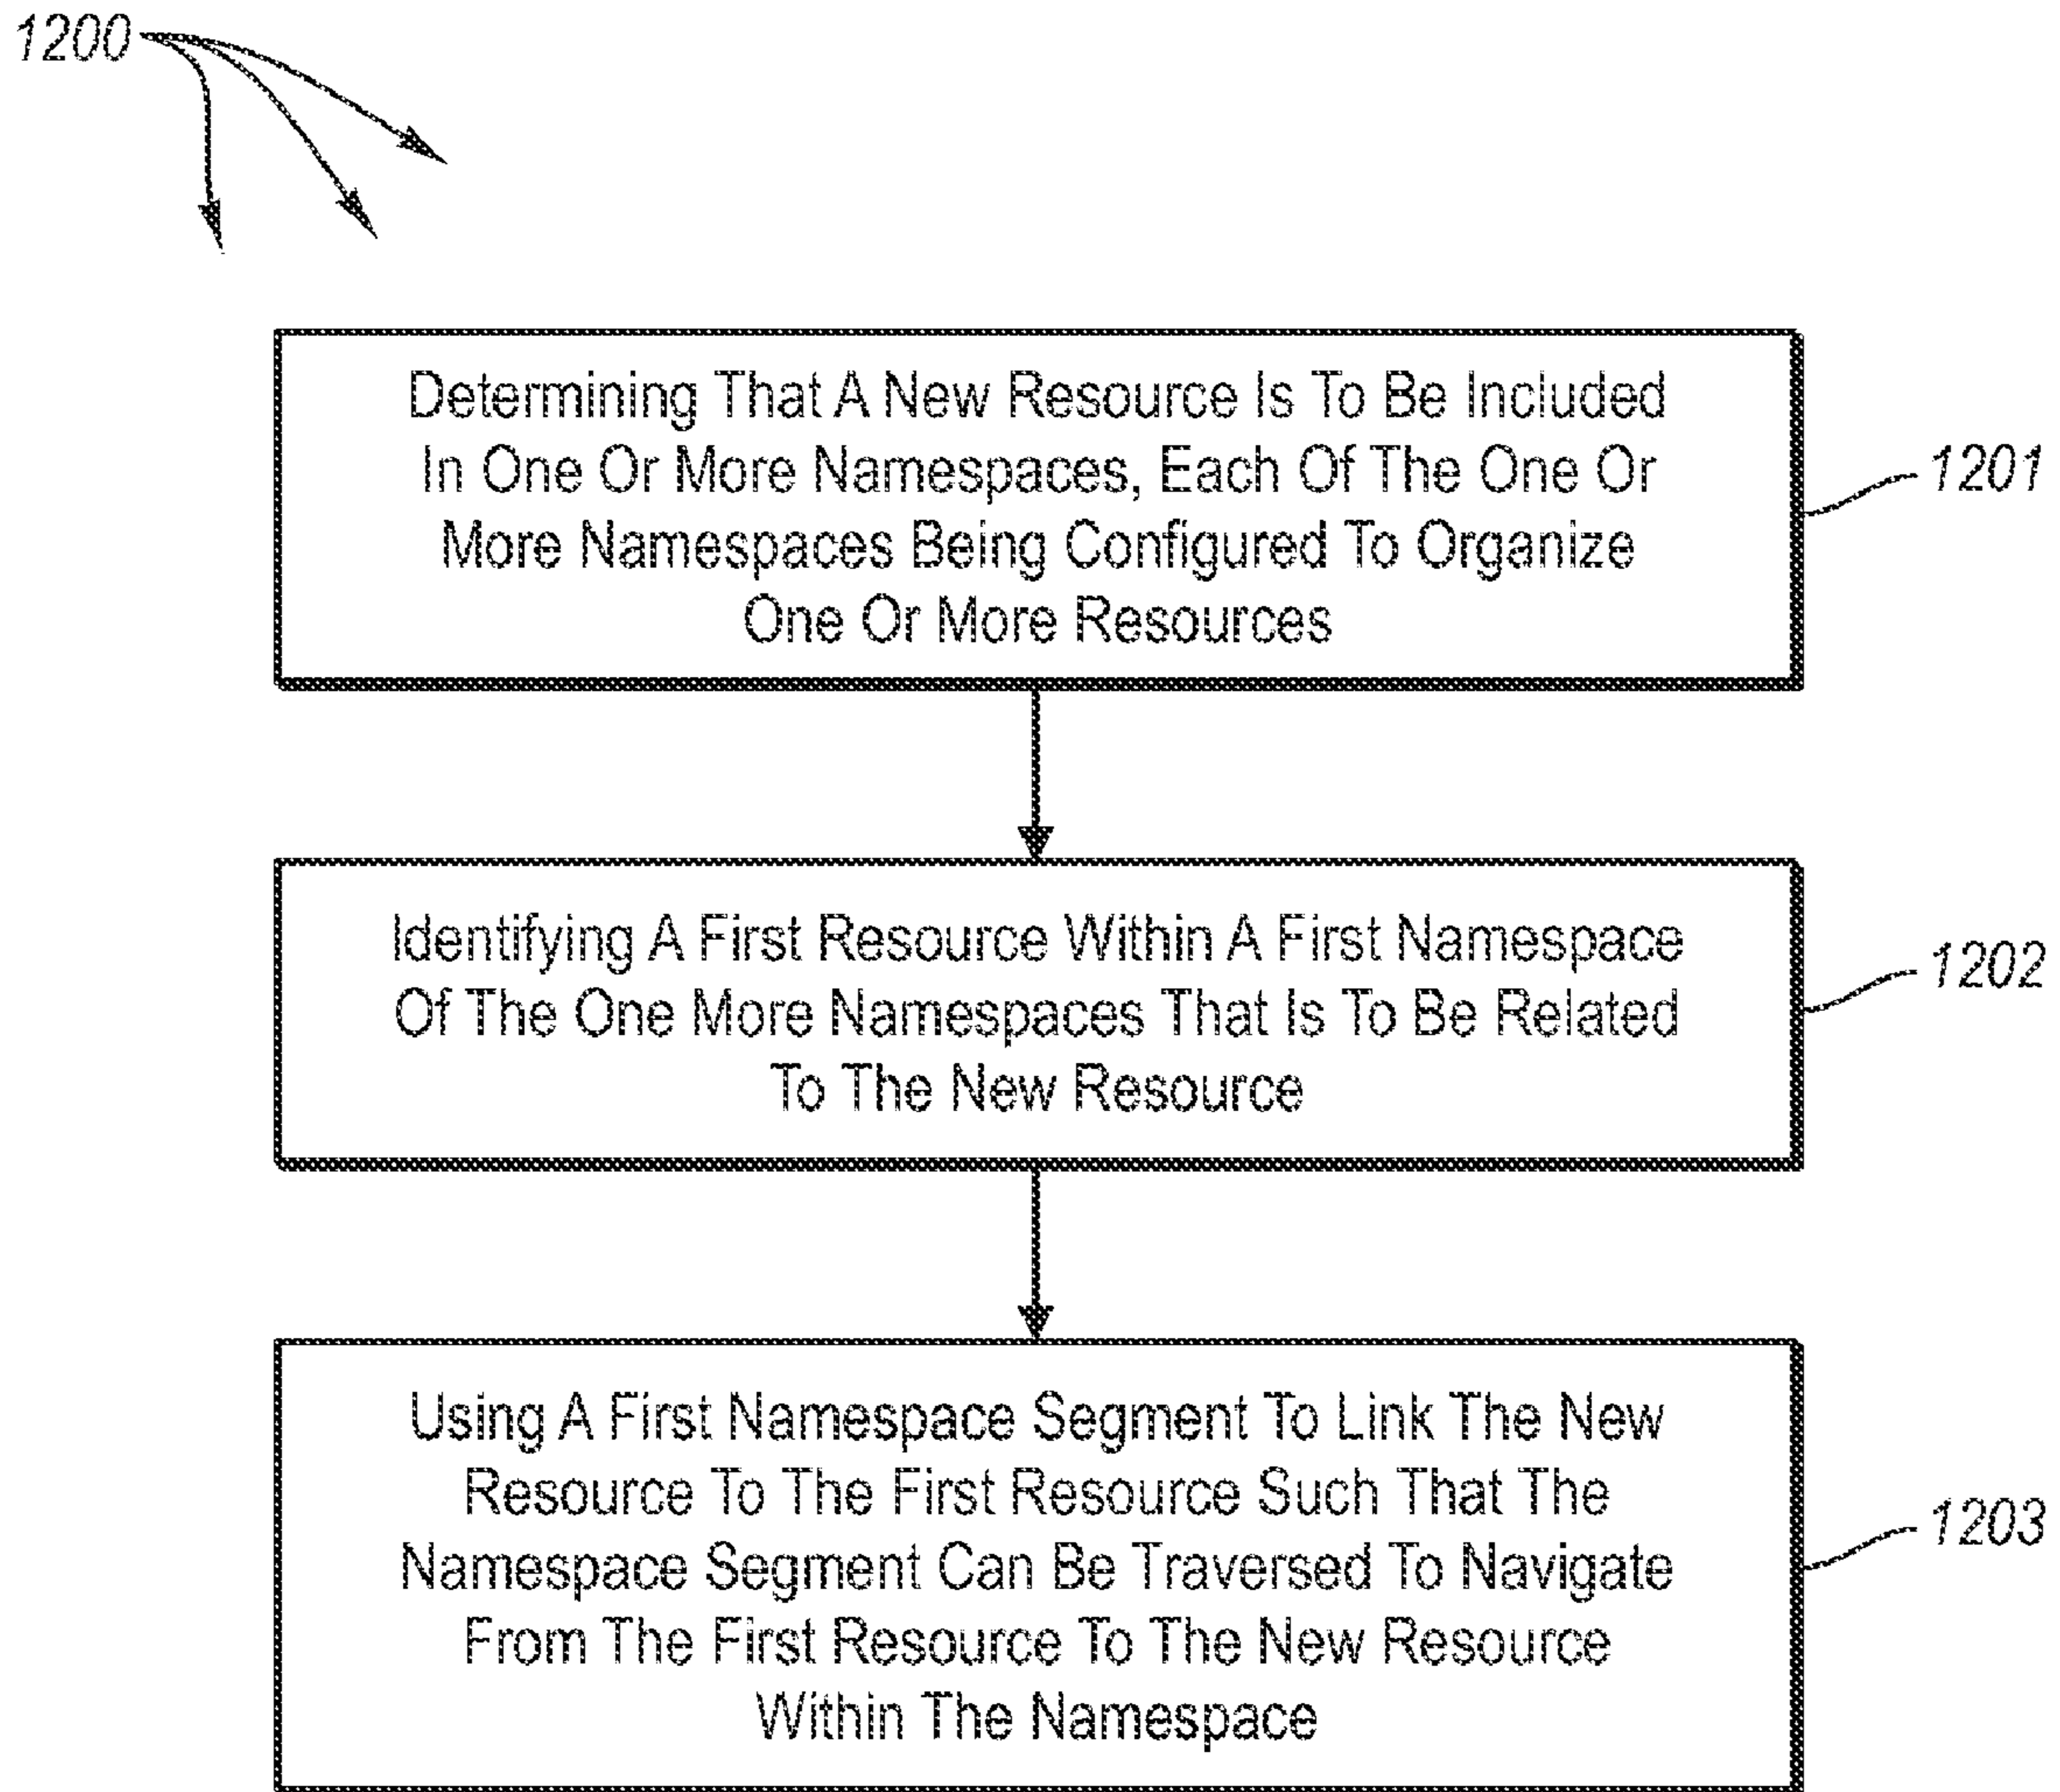 1200
Determining That A New Resource Is To Be Included
In One Or More Namespaces, Each Of The One Or
More Namespaces Being Configured To Organize
One Or More Resources
1201
Identifying A First Resource Within A First Namespace
Of The One More Namespaces That Is To Be Related
To The New Resource
1202
Using A First Namespace Segment To Link The New
Resource To The First Resource Such That The
Namespace Segment Can Be Traversed To Navigate
From The First Resource To The New Resource
Within The Namespace
1203